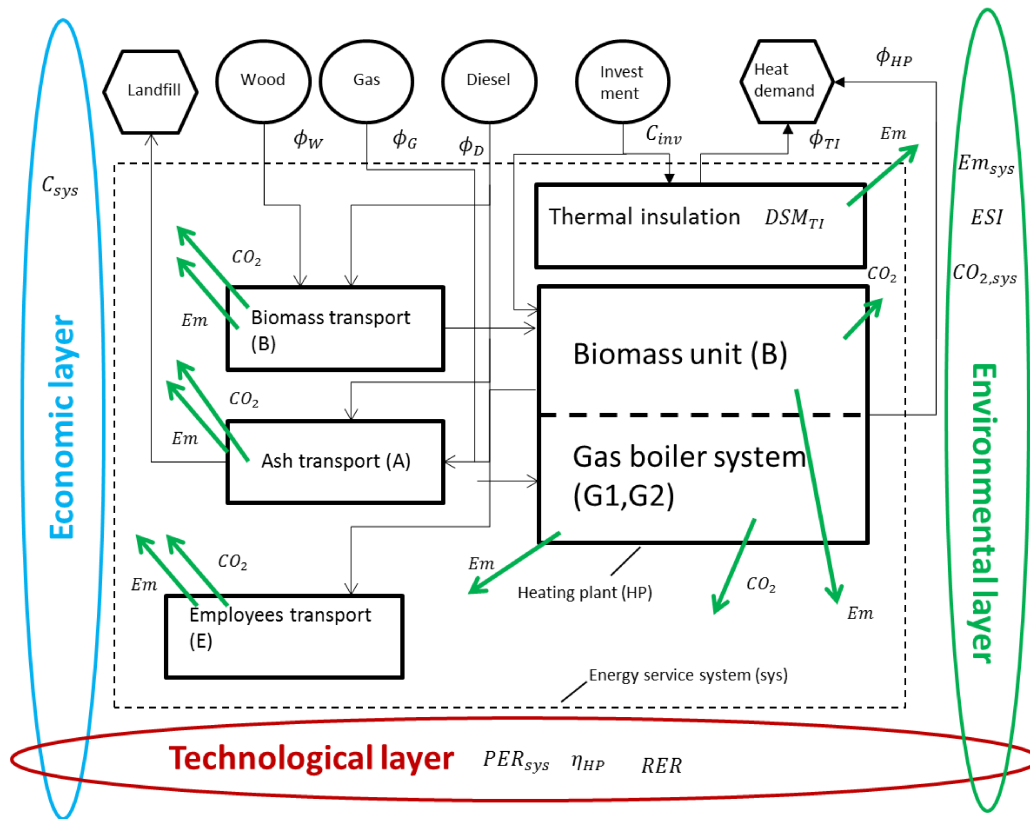 Landfill
Wood
Gas
Diesel
Invest
ment
Heat
demand
ϕ_HP
ϕ_W
ϕ_G
ϕ_D
C_inv
ϕ_TI
Em
C_sys
Em_sys
Thermal insulation DSM_TI
ESI
CO_2
CO_2
CO_2,sys
Em
Biomass transport
(B)
Biomass unit (B)
CO_2
Em
Ash transport (A)
Gas boiler system
(G1,G2)
CO_2
Em
Em
CO_2
Em
Heating plant (HP)
Employees transport
(E)
Energy service system (sys)
Economic layer
Environmental layer
Technological layer PER_sys η_HP RER